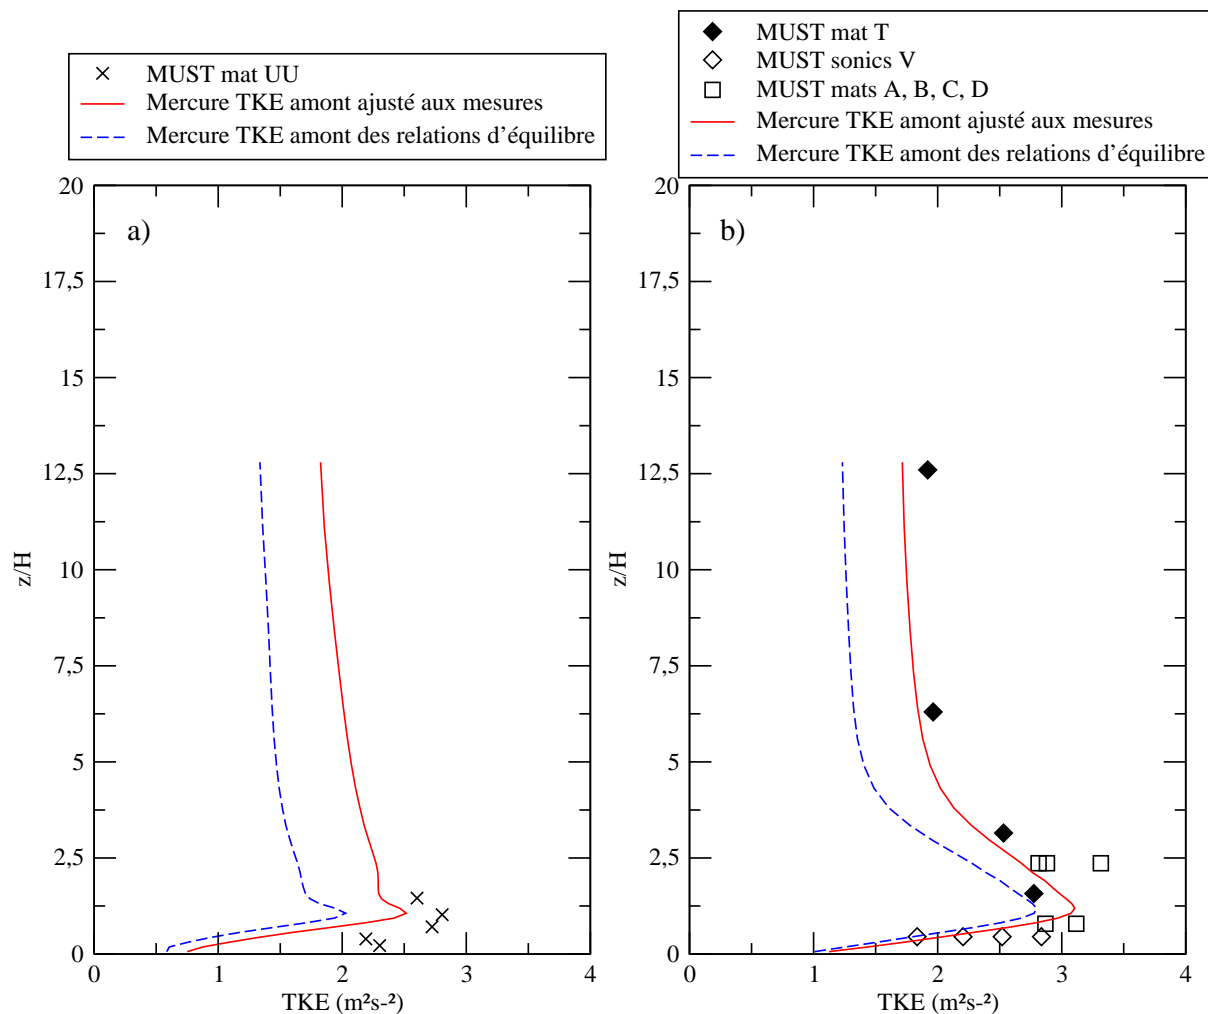 MUST mat UU
Mercure TKE amont ajusté aux mesures
Mercure TKE amont des relations d'équilibre
MUST mat T
MUST sonics V
MUST mats A, B, C, D
Mercure TKE amont ajusté aux mesures
Mercure TKE amont des relations d'équilibre
a)
20
17,5
15
12,5
10
7,5
5
2,5
0
z/H
0 1 2 3 4
TKE (m²s-²)
b)
20
17,5
15
12,5
10
7,5
5
2,5
0
z/H
0 1 2 3 4
TKE (m²s-²)